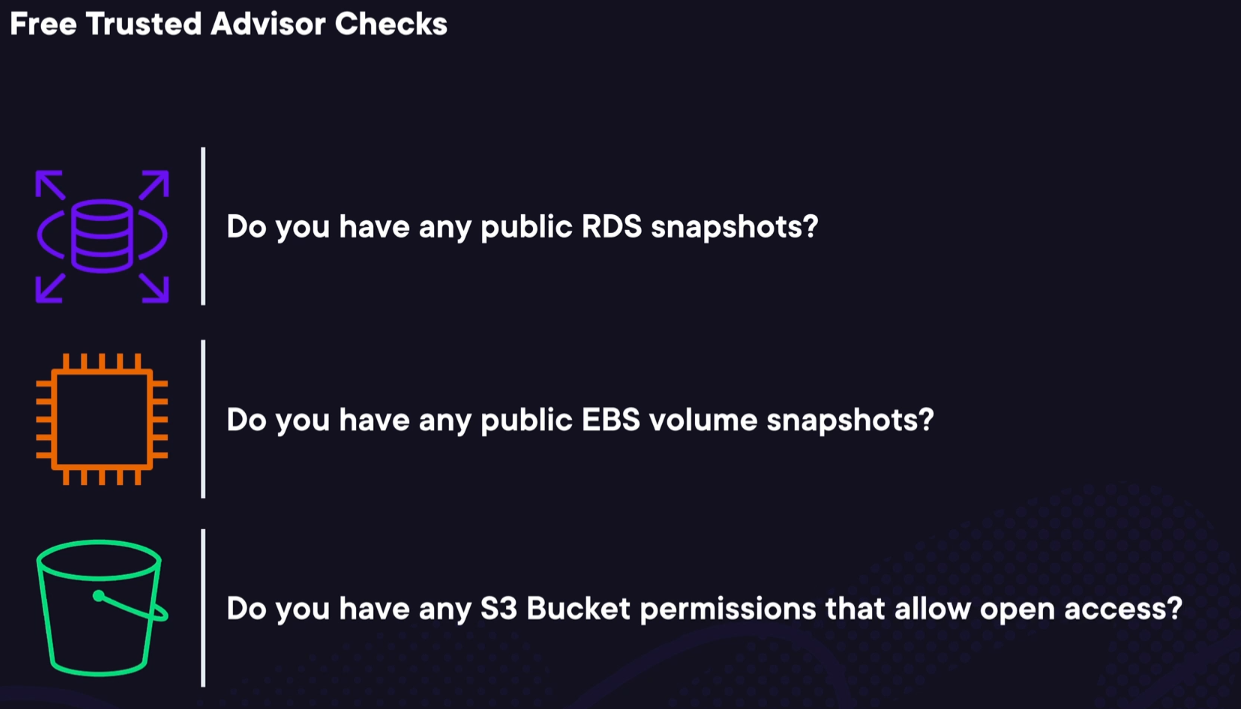 Free Trusted Advisor Checks
Do you have any public RDS snapshots?
Do you have any public EBS volume snapshots?
Do you have any S3 Bucket permissions that allow open access?